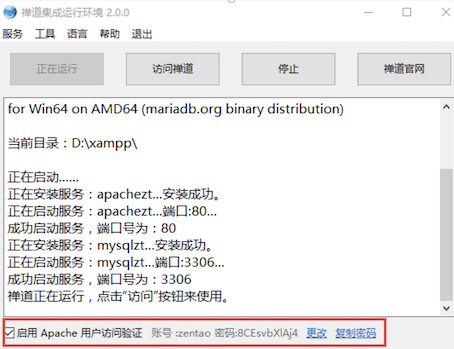 禅道集成运行环境 2.0.0
服务 工具 语言 帮助 退出
正在运行 访问禅道 停止 禅道官网
for Win64 on AMD64 (mariadb.org binary distribution)
当前目录：D:\xampp\
正在启动......
正在安装服务：apachezt...安装成功。
正在启动服务：apachezt...端口:80...
成功启动服务，端口号为：80
正在安装服务：mysqlzt...安装成功。
正在启动服务：mysqlzt...端口:3306...
成功启动服务，端口号为：3306
禅道正在运行，点击“访问”按钮来使用。
启用 Apache 用户访问验证 账号 :zentao 密码:8CEsvbXlAj4 更改 复制密码